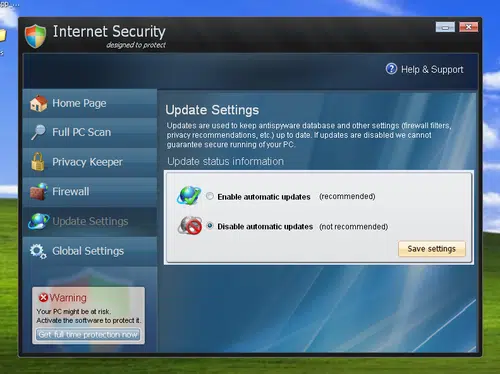 Internet Security
designed to protect
Help & Support
Home Page
Full PC Scan
Privacy Keeper
Firewall
Update Settings
Global Settings
Warning
Your PC might be at risk.
Activate the software to protect it.
Get full time protection now
Update Settings
Updates are used to keep antispyware database and other settings (firewall filters,
privacy recommendations, etc.) up to date. If updates are disabled we cannot
guarantee secure running of your PC.
Update status information
Enable automatic updates (recommended)
Disable automatic updates (not recommended)
Save settings